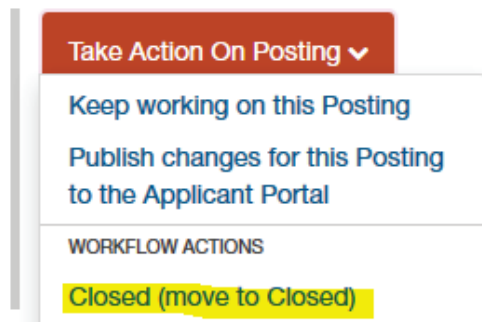 Take Action On Posting
Keep working on this Posting
Publish changes for this Posting
to the Applicant Portal
WORKFLOW ACTIONS
Closed (move to Closed)